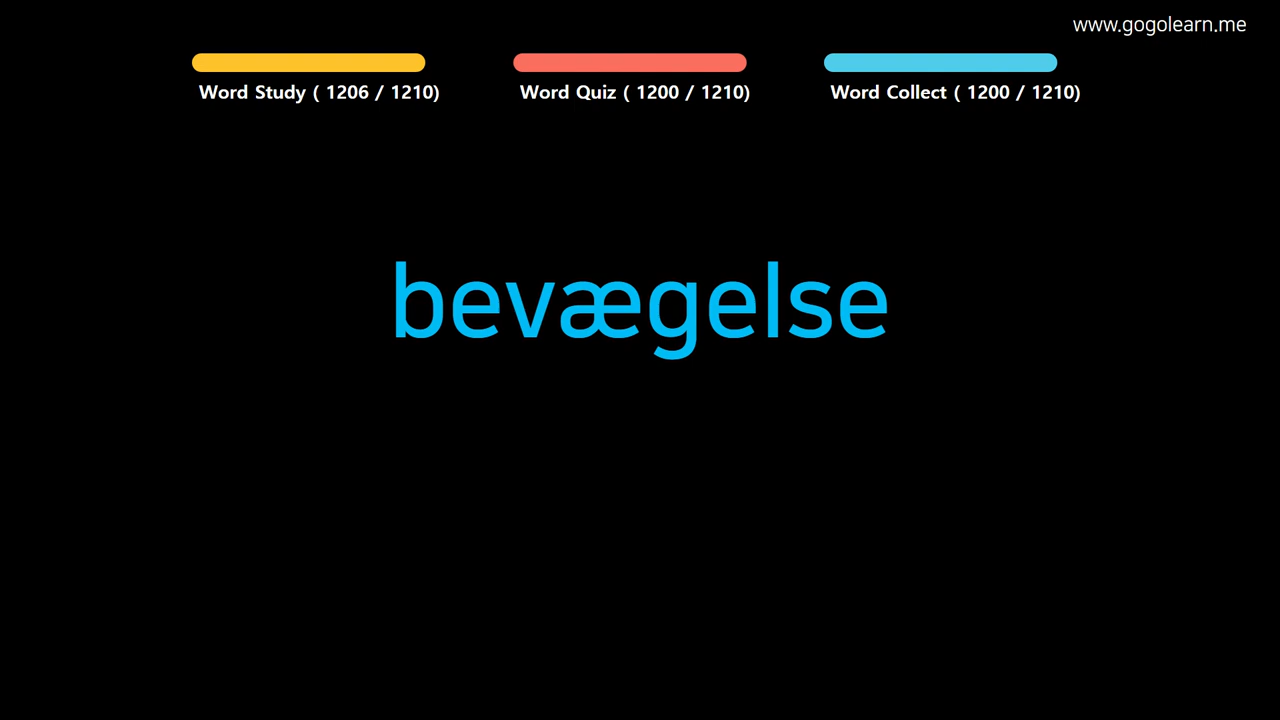 www.gogolearn.me
Word Study ( 1206 / 1210)
Word Quiz ( 1200 / 1210)
Word Collect ( 1200 / 1210)
bevægelse